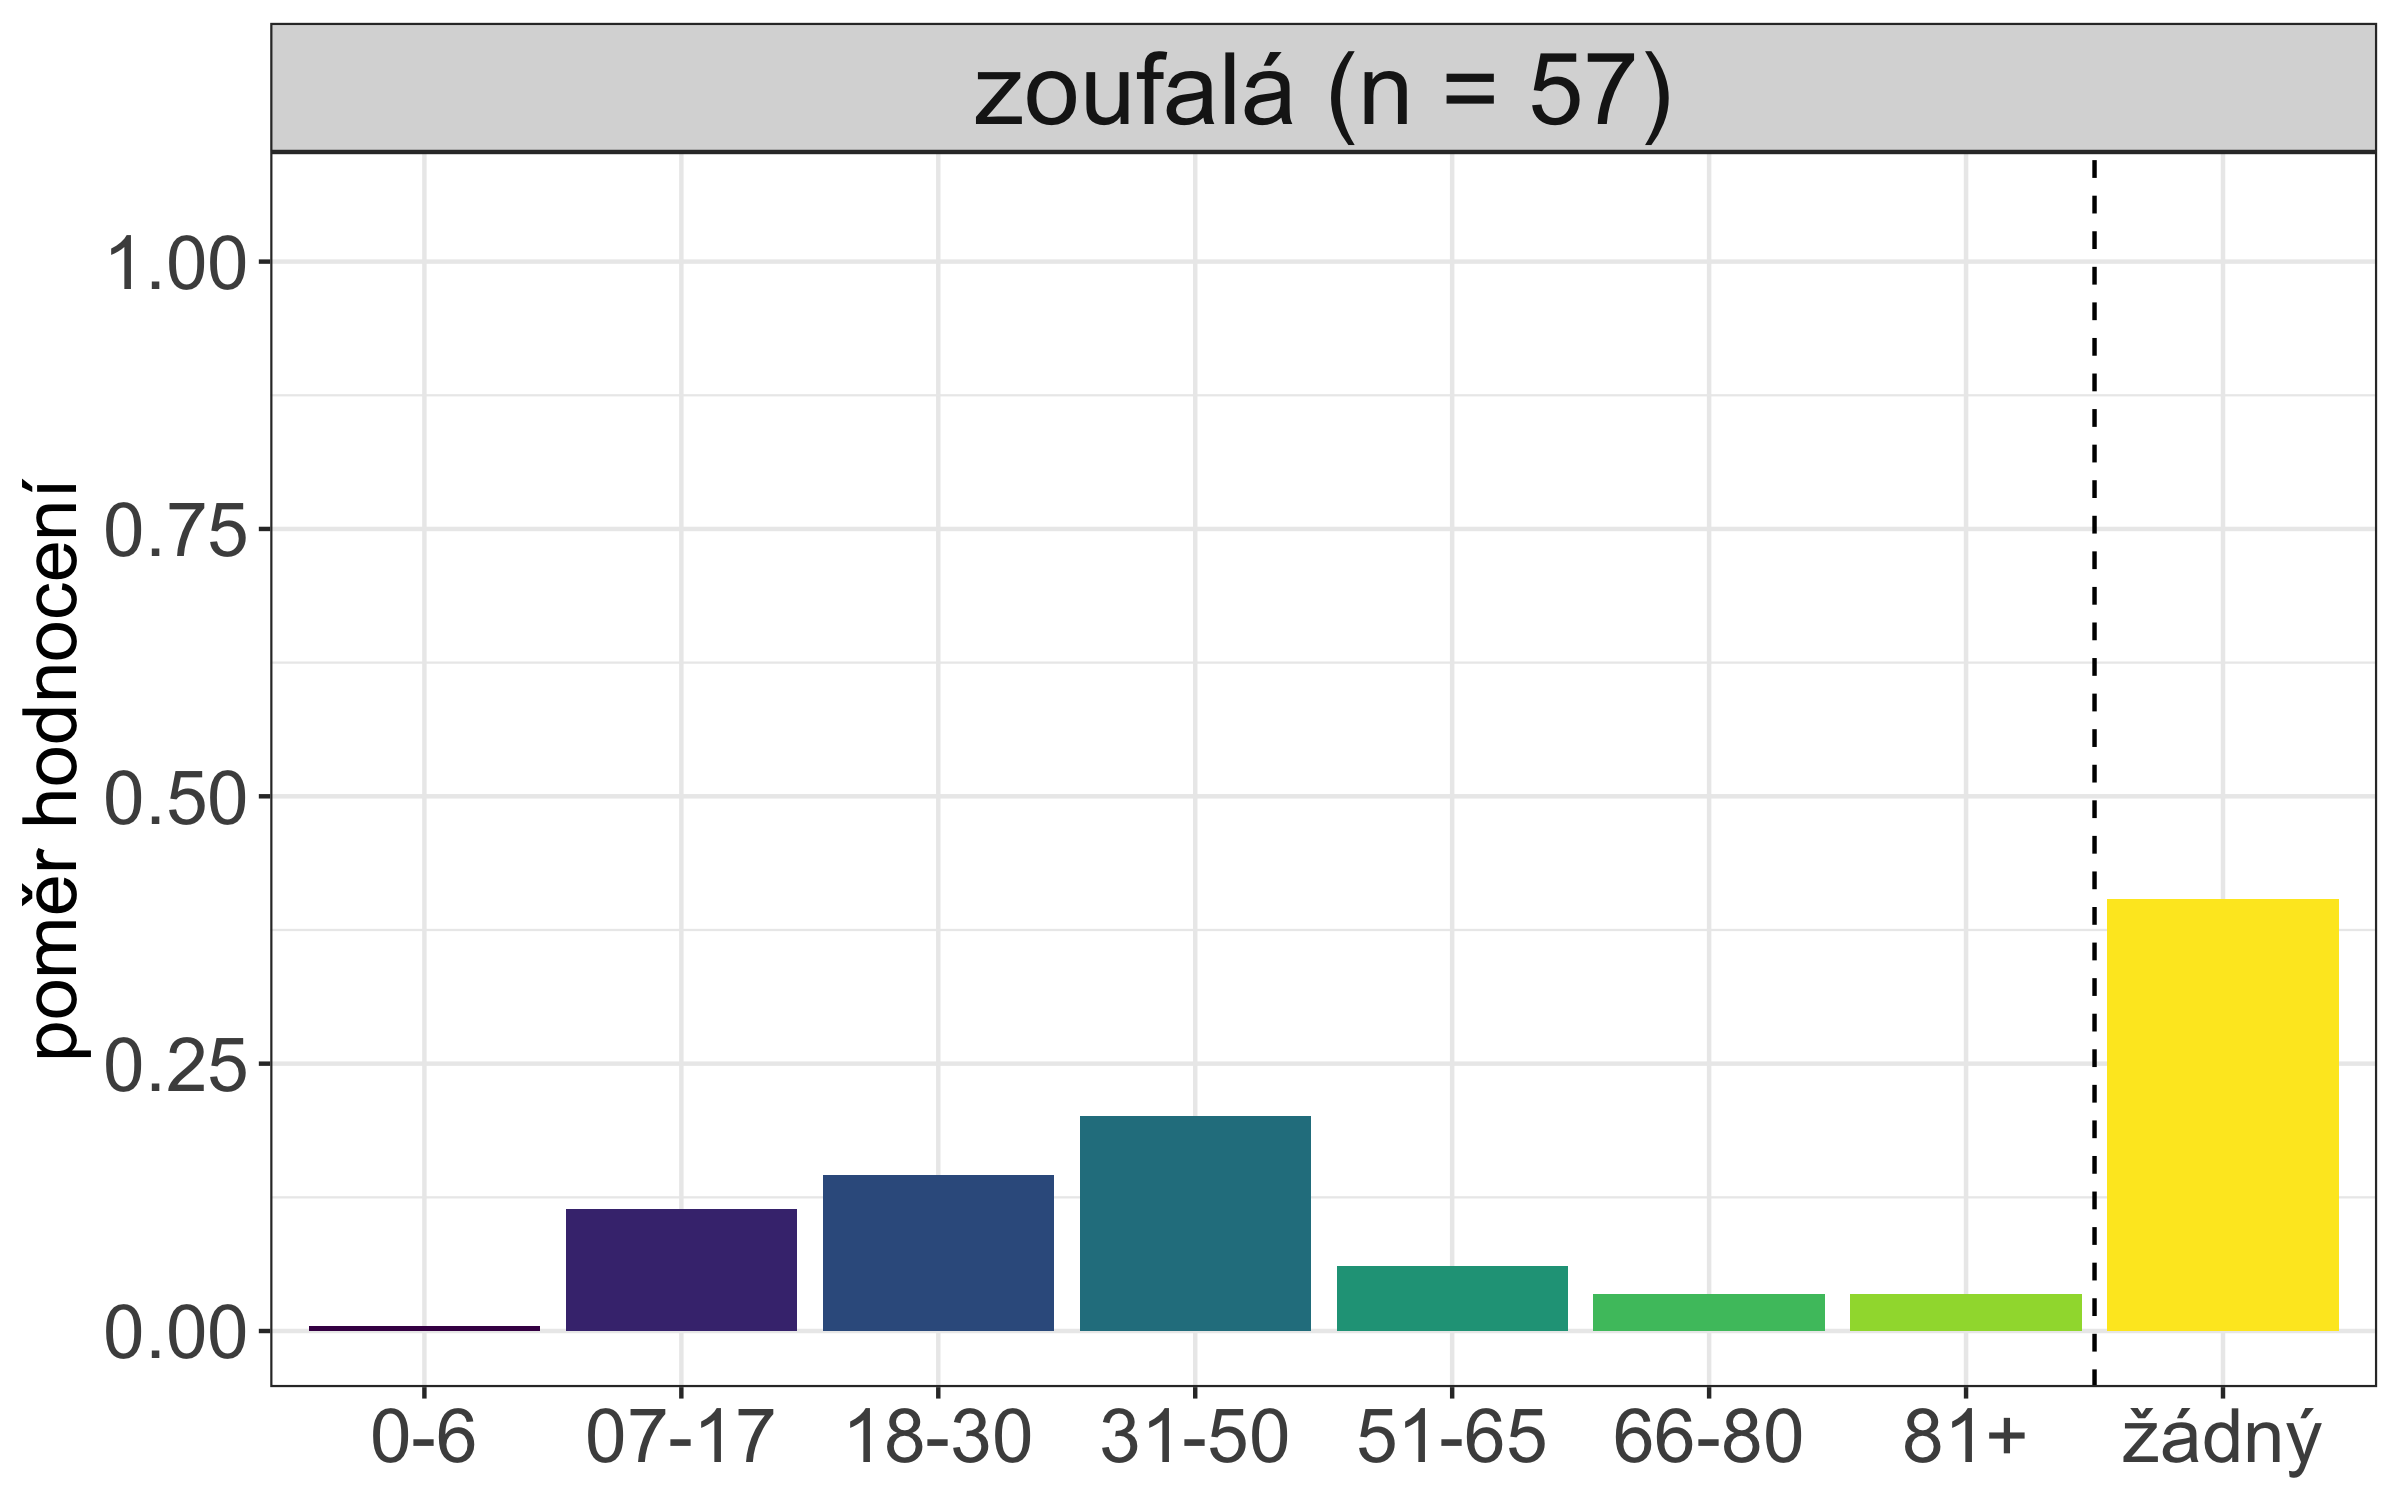 zoufalá (n = 57)
poměr hodnocení
1.00
0.75
0.50
0.25
0.00
0-6 07-17 18-30 31-50 51-65 66-80 81+ žádný